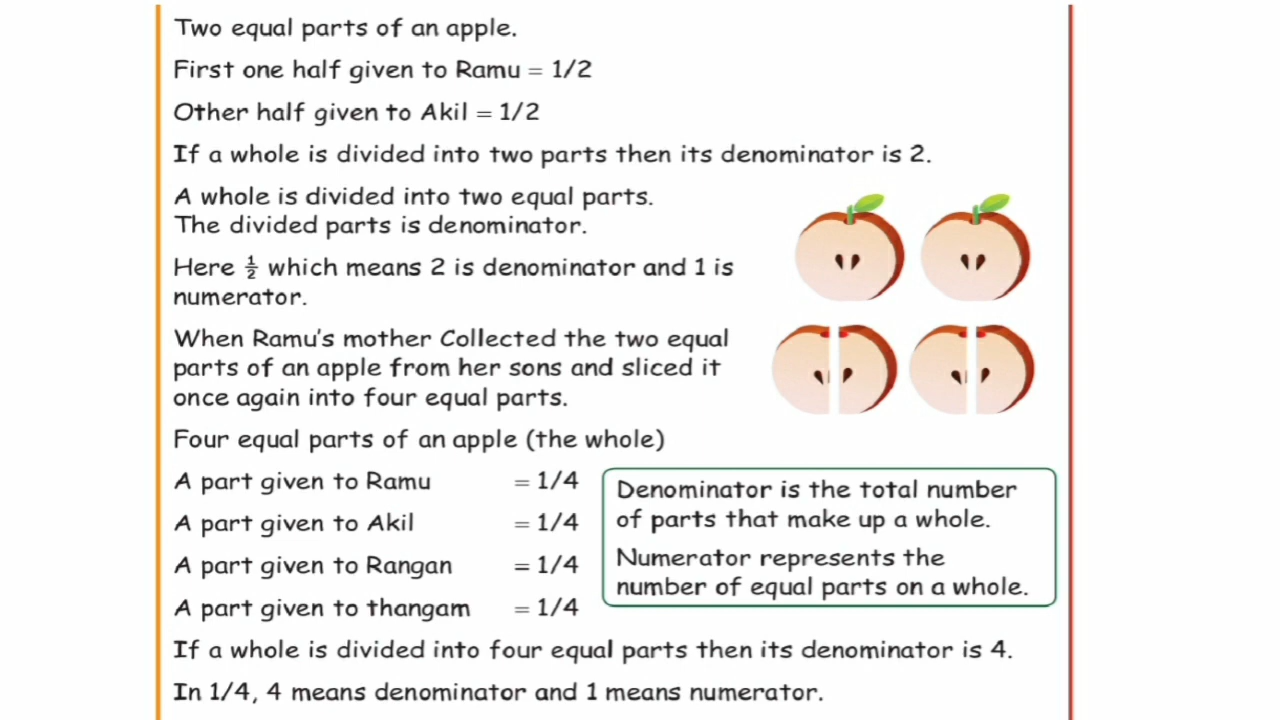 Two equal parts of an apple.
First one half given to Ramu = 1/2
Other half given to Akil = 1/2
If a whole is divided into two parts then its denominator is 2.
A whole is divided into two equal parts.
The divided parts is denominator.
Here ½ which means 2 is denominator and 1 is
numerator.
When Ramu's mother Collected the two equal
parts of an apple from her sons and sliced it
once again into four equal parts.
Four equal parts of an apple (the whole)
A part given to Ramu = 1/4
A part given to Akil = 1/4
A part given to Rangan = 1/4
A part given to thangam = 1/4
Denominator is the total number
of parts that make up a whole.
Numerator represents the
number of equal parts on a whole.
If a whole is divided into four equal parts then its denominator is 4.
In 1/4, 4 means denominator and 1 means numerator.